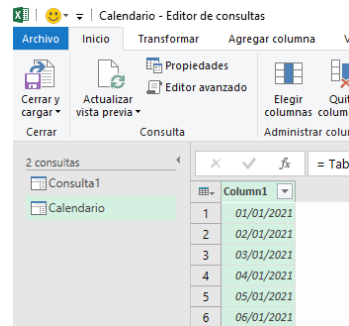 Calendario - Editor de consultas
Archivo Inicio Transformar Agregar columna
Propiedades
Editor avanzado
Cerrar y cargar
Actualizar vista previa
Elegir columnas
Cerrar Consulta
2 consultas
Consulta1
Calendario
fx = Tab
Column1
1 01/01/2021
2 02/01/2021
3 03/01/2021
4 04/01/2021
5 05/01/2021
6 06/01/2021